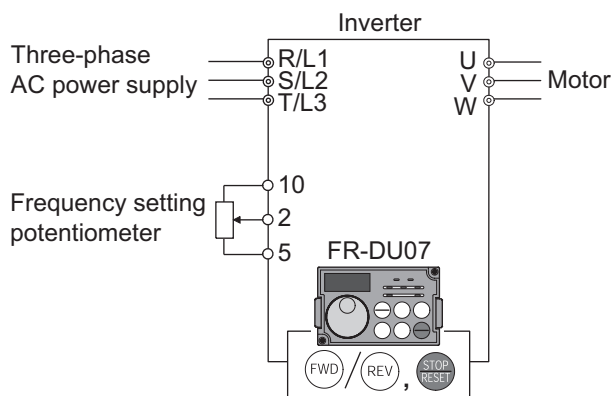 Inverter
Three-phase
AC power supply
R/L1
S/L2
T/L3
U
V
W
Motor
Frequency setting
potentiometer
10
2
5
FR-DU07
FWD / REV , STOP
RESET